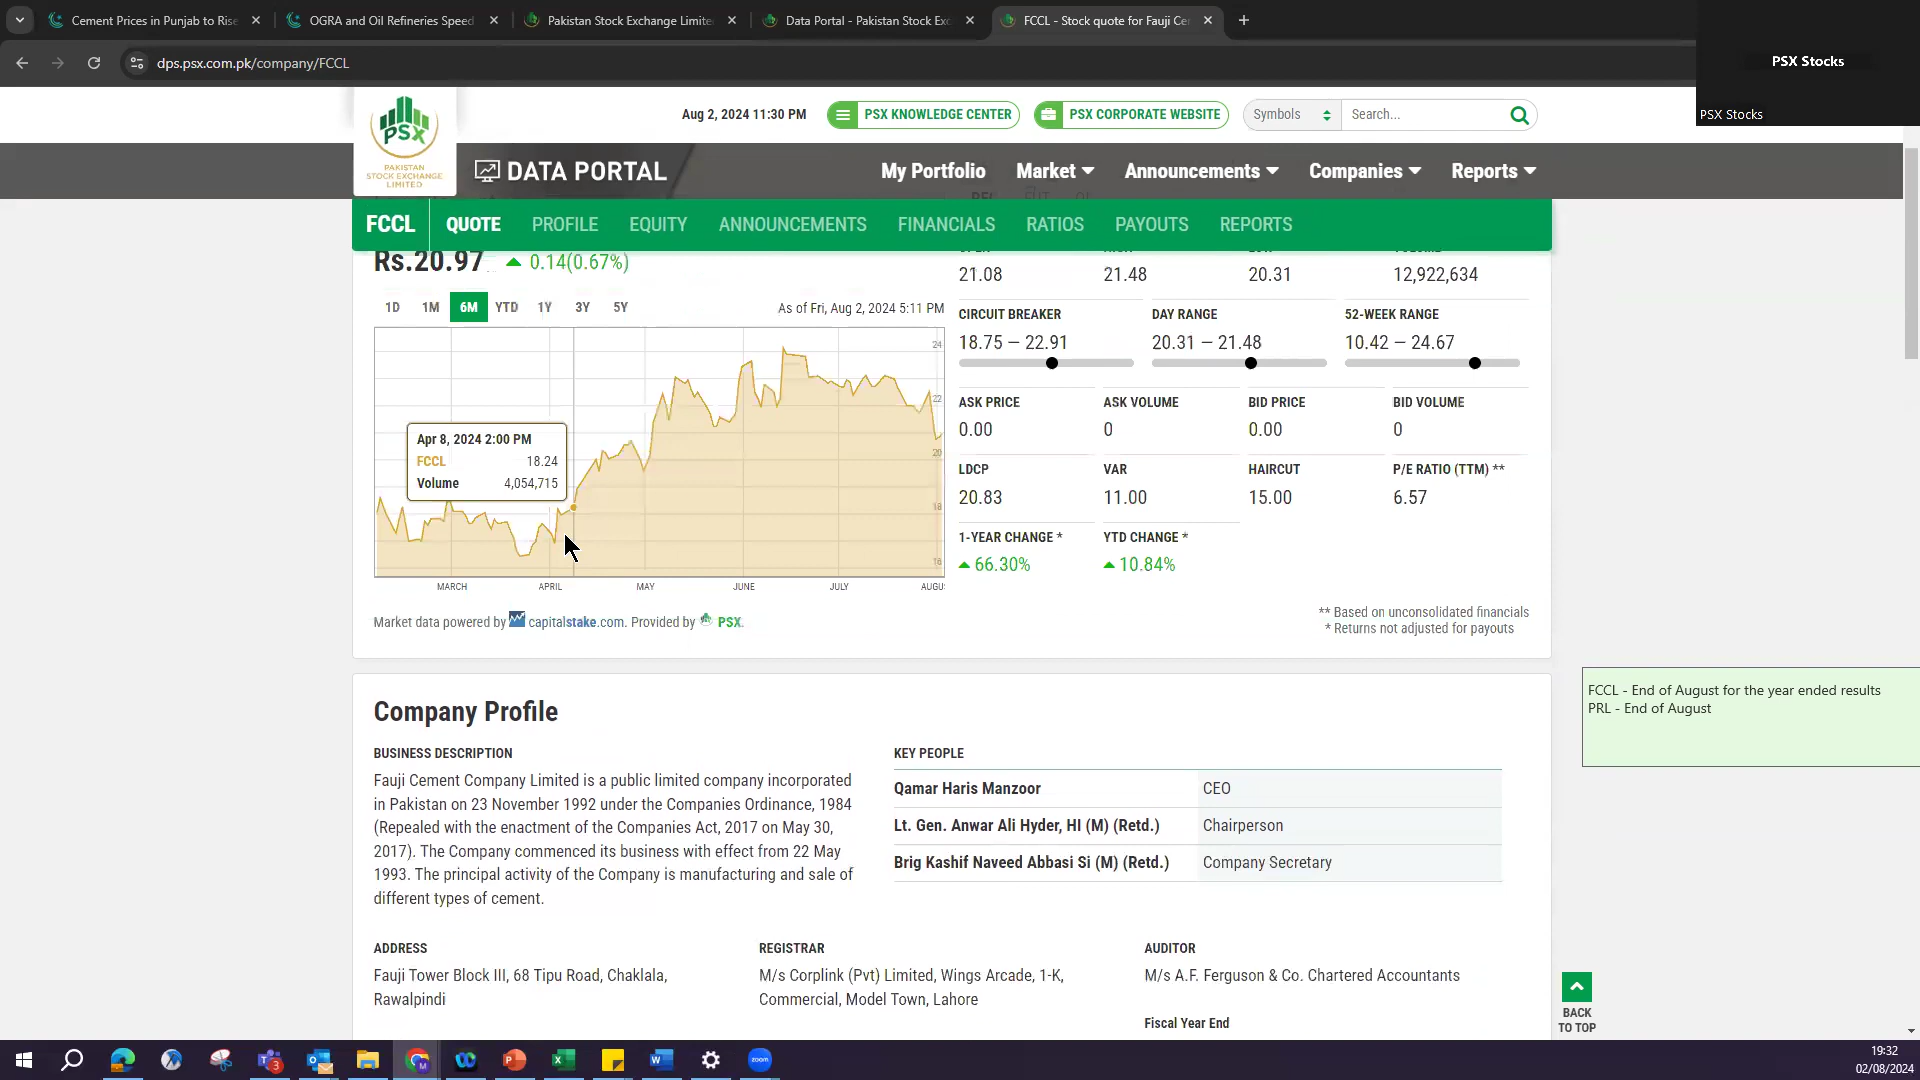 Cement Prices in Punjab to Rise
OGRA and Oil Refineries Speed
Pakistan Stock Exchange Limite
Data Portal - Pakistan Stock Exc
FCCL - Stock quote for Fauji Ce
dps.psx.com.pk/company/FCCL
PSX Stocks
PSX Stocks
PSX
PAKISTAN
STOCK EXCHANGE
LIMITED
Aug 2, 2024 11:30 PM
PSX KNOWLEDGE CENTER
PSX CORPORATE WEBSITE
Symbols
Search...
DATA PORTAL
My Portfolio
Market
Announcements
Companies
Reports
FCCL
QUOTE
PROFILE
EQUITY
ANNOUNCEMENTS
FINANCIALS
RATIOS
PAYOUTS
REPORTS
Rs.20.97
0.14(0.67%)
21.08
21.48
20.31
12,922,634
1D 1M 6M YTD 1Y 3Y 5Y
As of Fri, Aug 2, 2024 5:11 PM
CIRCUIT BREAKER
18.75 — 22.91
DAY RANGE
20.31 — 21.48
52-WEEK RANGE
10.42 — 24.67
24
22
20
18
16
Apr 8, 2024 2:00 PM
FCCL 18.24
Volume 4,054,715
MARCH APRIL MAY JUNE JULY AUGUS
ASK PRICE
0.00
ASK VOLUME
0
BID PRICE
0.00
BID VOLUME
0
LDCP
20.83
VAR
11.00
HAIRCUT
15.00
P/E RATIO (TTM) **
6.57
1-YEAR CHANGE *
66.30%
YTD CHANGE *
10.84%
Market data powered by capitalstake.com. Provided by PSX.
** Based on unconsolidated financials
* Returns not adjusted for payouts
FCCL - End of August for the year ended results
PRL - End of August
Company Profile
BUSINESS DESCRIPTION
Fauji Cement Company Limited is a public limited company incorporated
in Pakistan on 23 November 1992 under the Companies Ordinance, 1984
(Repealed with the enactment of the Companies Act, 2017 on May 30,
2017). The Company commenced its business with effect from 22 May
1993. The principal activity of the Company is manufacturing and sale of
different types of cement.
KEY PEOPLE
Qamar Haris Manzoor CEO
Lt. Gen. Anwar Ali Hyder, HI (M) (Retd.) Chairperson
Brig Kashif Naveed Abbasi Si (M) (Retd.) Company Secretary
ADDRESS
Fauji Tower Block III, 68 Tipu Road, Chaklala,
Rawalpindi
REGISTRAR
M/s Corplink (Pvt) Limited, Wings Arcade, 1-K,
Commercial, Model Town, Lahore
AUDITOR
M/s A.F. Ferguson & Co. Chartered Accountants
Fiscal Year End
BACK
TO TOP
3
zoom
19:32
02/08/2024